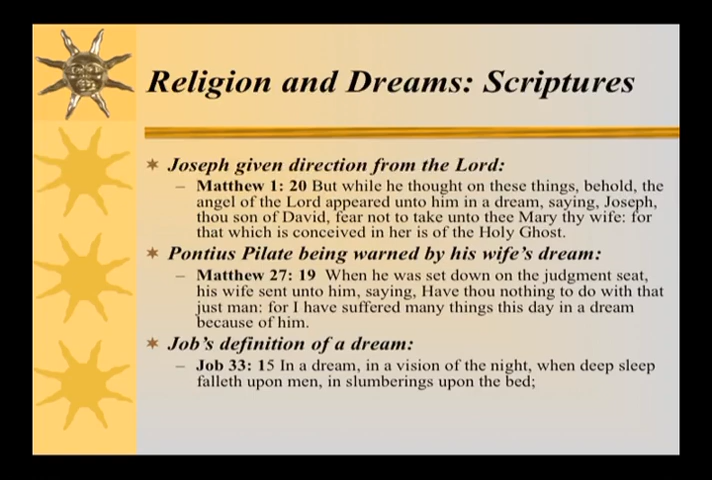 Religion and Dreams: Scriptures
Joseph given direction from the Lord:
– Matthew 1: 20 But while he thought on these things, behold, the
angel of the Lord appeared unto him in a dream, saying, Joseph,
thou son of David, fear not to take unto thee Mary thy wife: for
that which is conceived in her is of the Holy Ghost.
Pontius Pilate being warned by his wife's dream:
– Matthew 27: 19 When he was set down on the judgment seat,
his wife sent unto him, saying, Have thou nothing to do with that
just man: for I have suffered many things this day in a dream
because of him.
Job's definition of a dream:
– Job 33: 15 In a dream, in a vision of the night, when deep sleep
falleth upon men, in slumberings upon the bed;